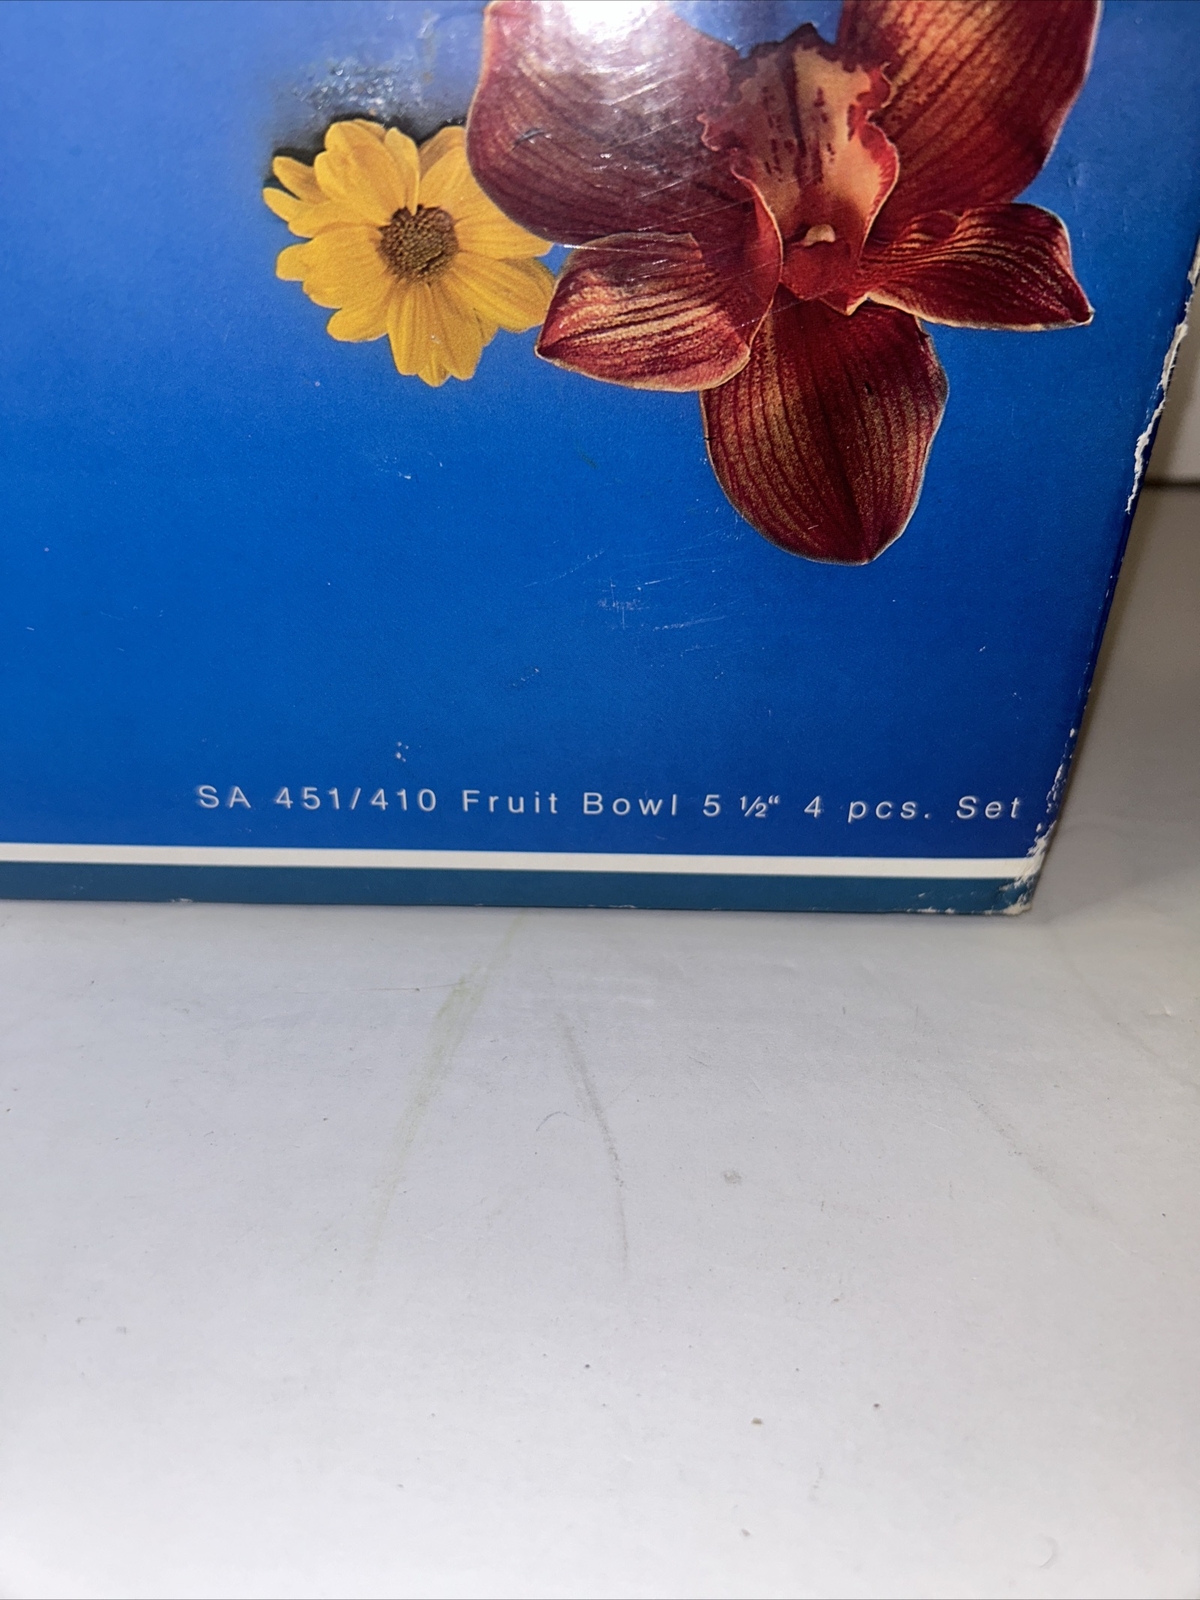 SA 451/410 Fruit Bowl 5 ½“ 4 pcs. Set